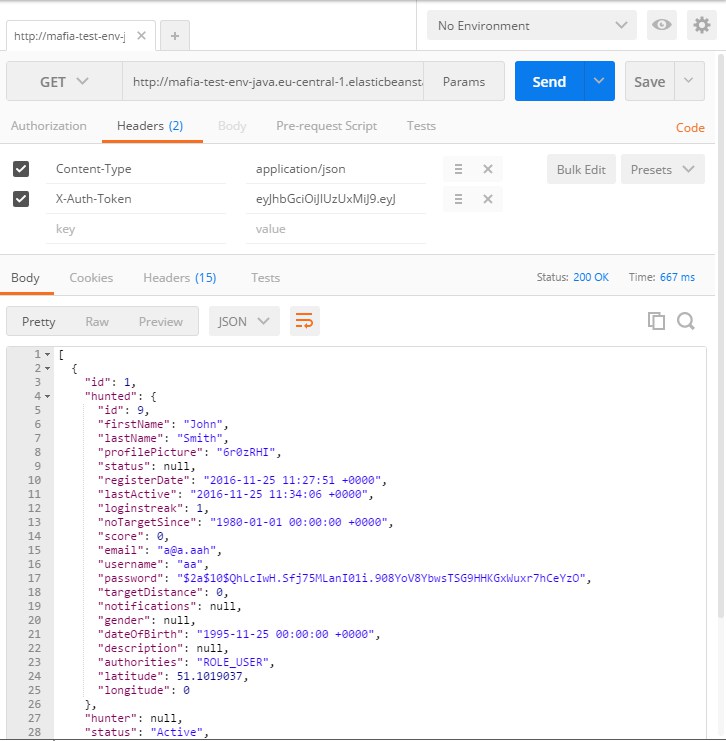 http://mafia-test-env-j
No Environment
GET http://mafia-test-env-java.eu-central-1.elasticbeansta Params Send Save
Authorization Headers (2) Body Pre-request Script Tests Code
Content-Type application/json Bulk Edit Presets
X-Auth-Token eyJhbGciOiJIUzUxMiJ9.eyJ
key value
Body Cookies Headers (15) Tests Status: 200 OK Time: 667 ms
Pretty Raw Preview JSON
1 [
2 {
3 "id": 1,
4 "hunted": {
5 "id": 9,
6 "firstName": "John",
7 "lastName": "Smith",
8 "profilePicture": "6r0zRHI",
9 "status": null,
10 "registerDate": "2016-11-25 11:27:51 +0000",
11 "lastActive": "2016-11-25 11:34:06 +0000",
12 "loginstreak": 1,
13 "noTargetSince": "1980-01-01 00:00:00 +0000",
14 "score": 0,
15 "email": "a@a.aah",
16 "username": "aa",
17 "password": "$2a$10$QhLcIwH.Sfj75MLanI01i.908YoV8YbwsTSG9HHKGxWuxr7hCeYzO",
18 "targetDistance": 0,
19 "notifications": null,
20 "gender": null,
21 "dateOfBirth": "1995-11-25 00:00:00 +0000",
22 "description": null,
23 "authorities": "ROLE_USER",
24 "latitude": 51.1019037,
25 "longitude": 0
26 },
27 "hunter": null,
28 "status": "Active",